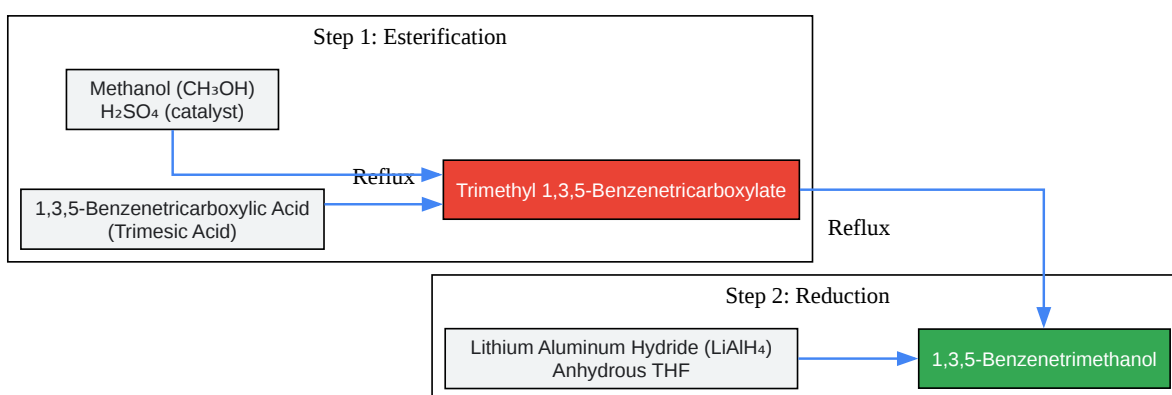 Step 1: Esterification
Methanol (CH₃OH)
H₂SO₄ (catalyst)
Reflux
Trimethyl 1,3,5-Benzenetricarboxylate
1,3,5-Benzenetricarboxylic Acid
(Trimesic Acid)
Reflux
Step 2: Reduction
Lithium Aluminum Hydride (LiAlH₄)
Anhydrous THF
1,3,5-Benzenetrimethanol